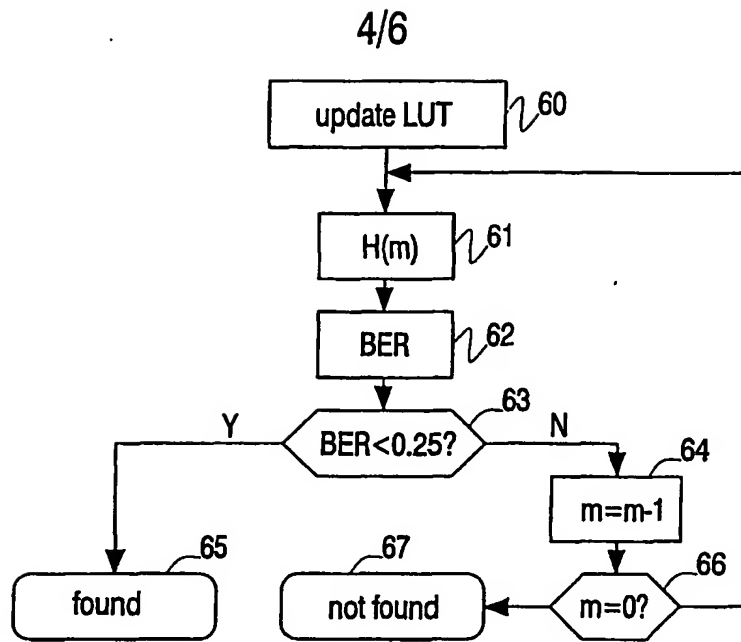 4/6
update LUT
60
H(m)
61
BER
62
BER<0.25?
63
Y
N
m=m-1
64
found
65
not found
67
m=0?
66